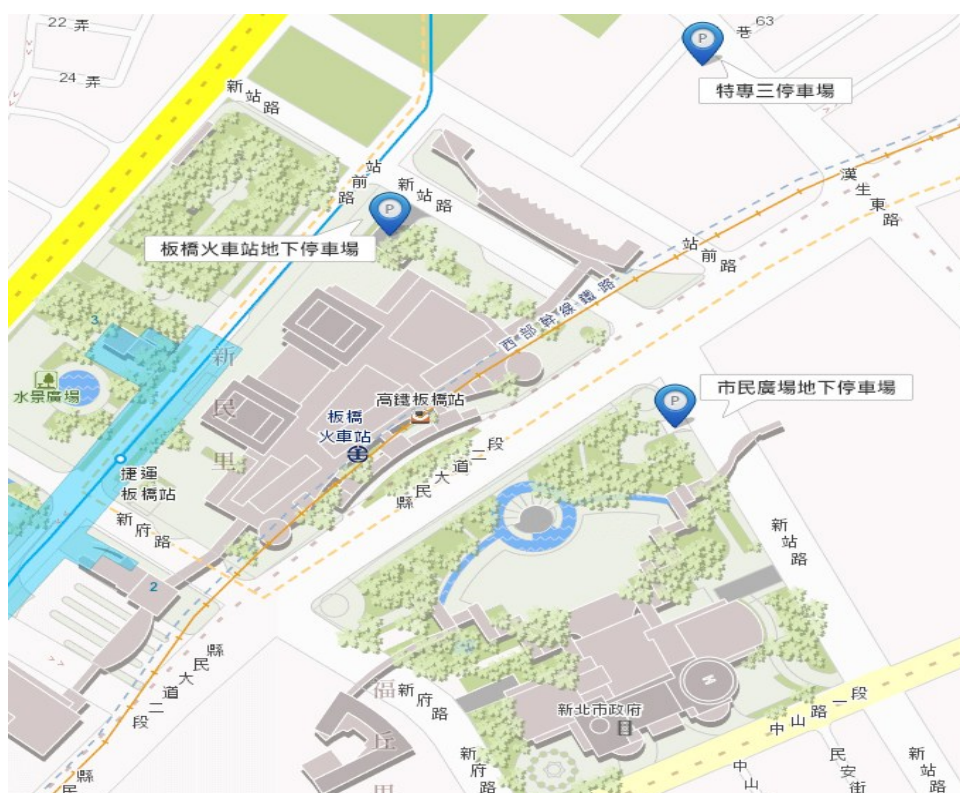 22 弄
24 弄
新站路
63
巷
特專三停車場
站前路
新站路
漢生東路
板橋火車站地下停車場
站前路
西部幹線鐵路
3
水景廣場
新民里
高鐵板橋站
板橋
火車站
市民廣場地下停車場
捷運
板橋站
縣民大道二段
新府路
新站路
2
縣民大道二段
福丘里
新府路
新北市政府
中山路一段
新府路
縣民
中山
民安街
新站路